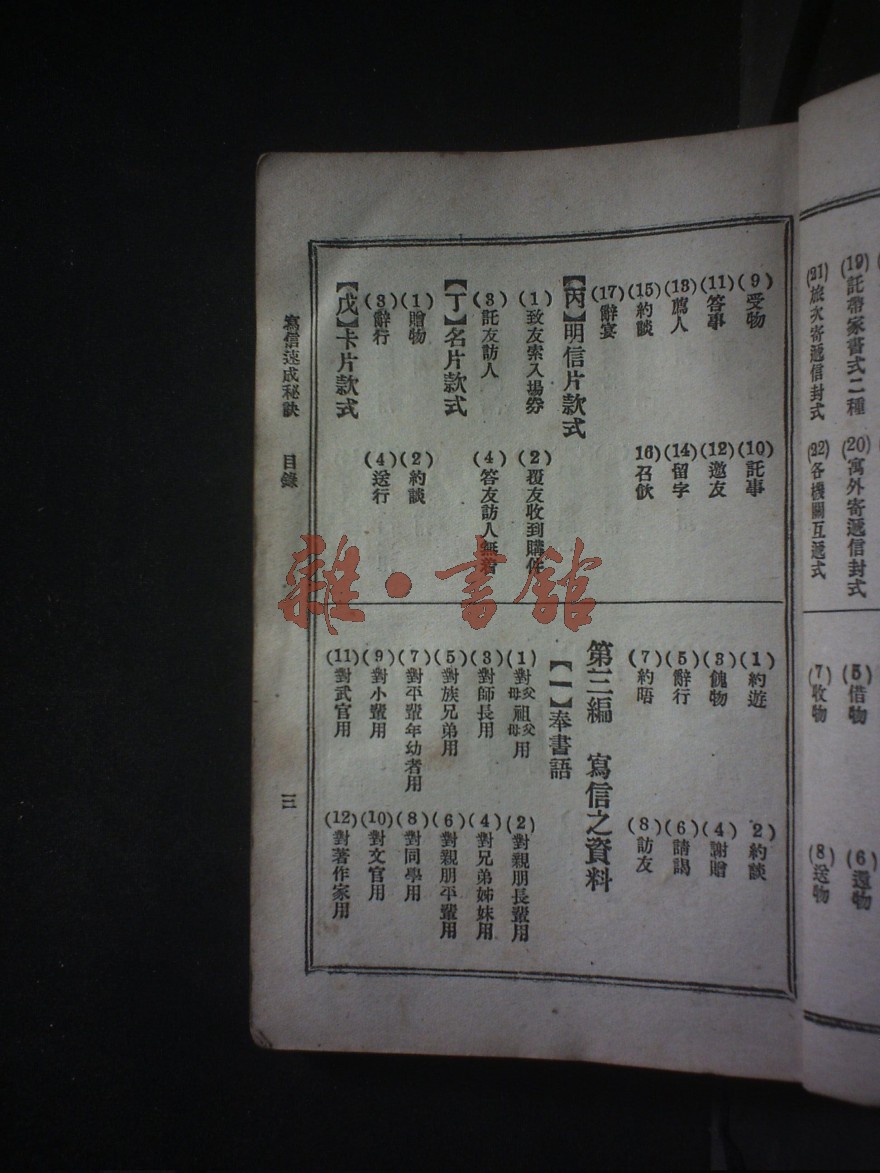 (19)託帶家書式二種
(20)寓外寄遞信封式
(21)旅次寄遞信封式
(22)各機關互遞式
(5)借物
(6)還物
(7)收物
(8)送物
(9)受物
(10)託事
(11)答事
(12)邀友
(13)薦人
(14)留字
(15)約談
16)召飲
(17)辭宴
【丙】明信片款式
(1)致友索入場券
(2)覆友收到購件
(3)託友訪人
(4)答友訪人無着
【丁】名片款式
(1)贈物
(2)約談
(3)辭行
(4)送行
【戊】卡片款式
(1)約遊
2)約談
(3)餽物
(4)謝贈
(5)辭行
(6)請謁
(7)約晤
(8)訪友
第三編 寫信之資料
【一】奉書語
(1)對父母祖父母用
(2)對親朋長輩用
(3)對師長用
(4)對兄弟姊妹用
(5)對族兄弟用
(6)對親朋平輩用
(7)對平輩年幼者用
(8)對同學用
(9)對小輩用
(10)對文官用
(11)對武官用
(12)對著作家用
寫信速成秘訣 目錄 三
雜·書館